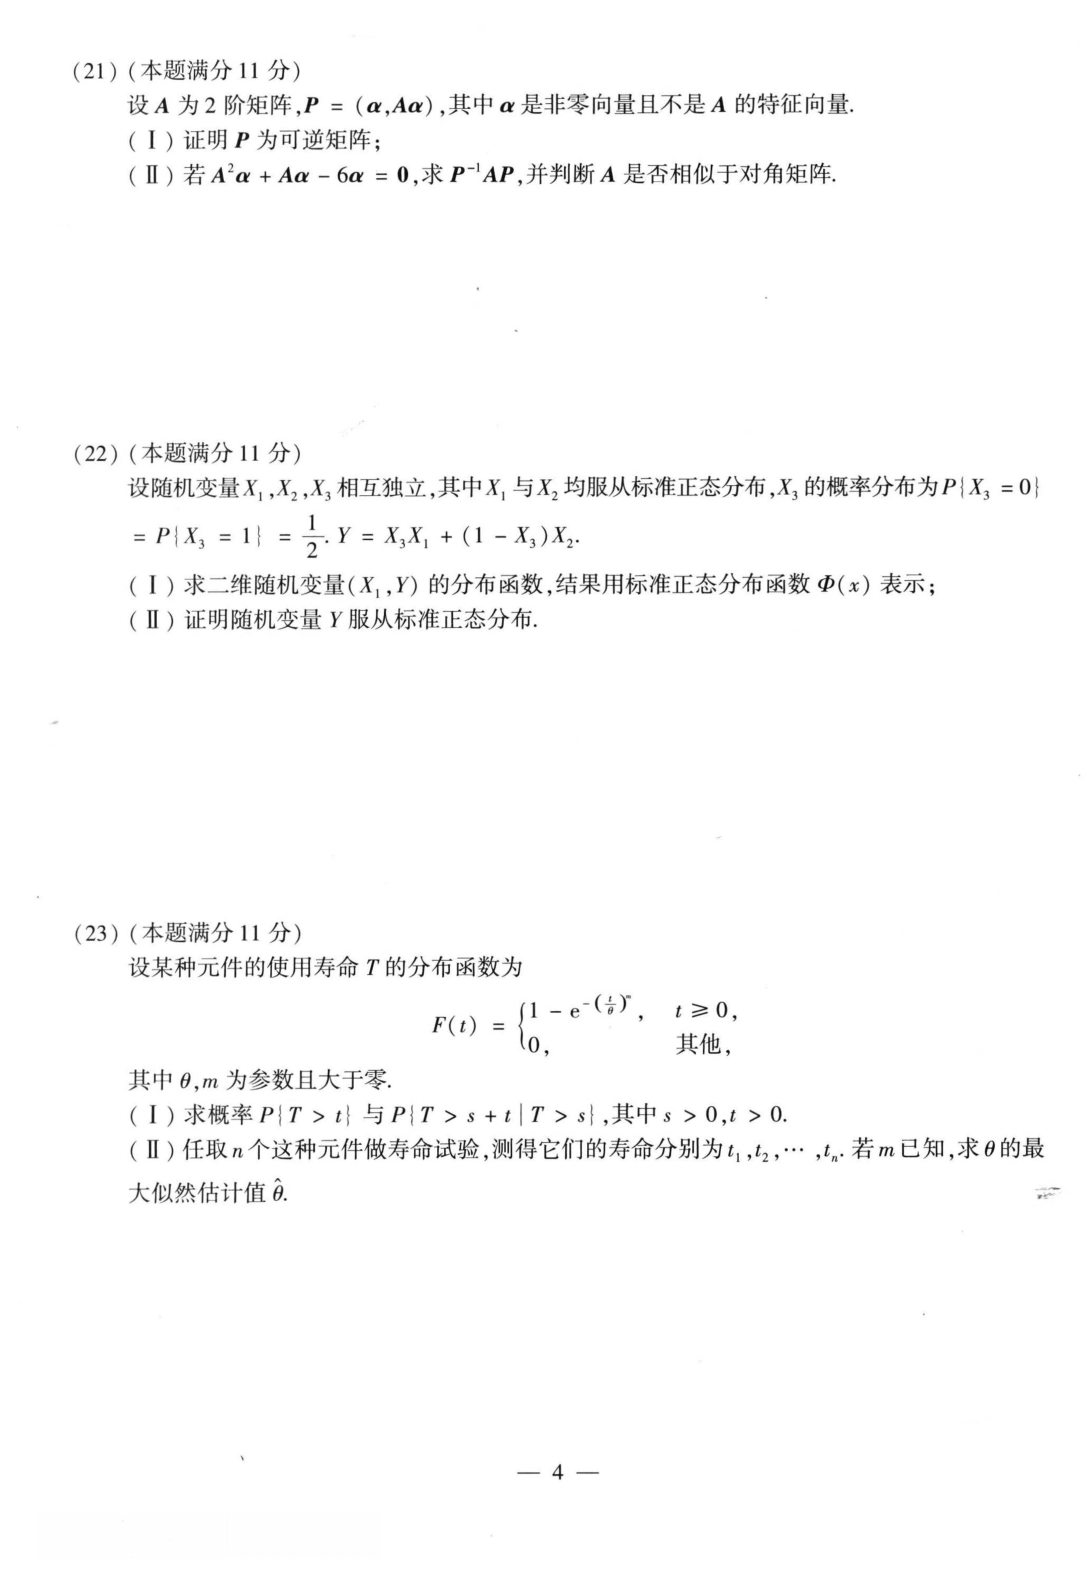 (21)(本题满分 11 分)
设 A 为 2 阶矩阵,P = (α,Aα),其中 α 是非零向量且不是 A 的特征向量.
(Ⅰ)证明 P 为可逆矩阵;
(Ⅱ)若 A²α + Aα − 6α = 0,求 P⁻¹AP,并判断 A 是否相似于对角矩阵.
(22)(本题满分 11 分)
设随机变量 X₁,X₂,X₃ 相互独立,其中 X₁ 与 X₂ 均服从标准正态分布,X₃ 的概率分布为 P{X₃ = 0}
= P{X₃ = 1} = 1/2. Y = X₃X₁ + (1 − X₃)X₂.
(Ⅰ)求二维随机变量(X₁,Y) 的分布函数,结果用标准正态分布函数 Φ(x) 表示;
(Ⅱ)证明随机变量 Y 服从标准正态分布.
(23)(本题满分 11 分)
设某种元件的使用寿命 T 的分布函数为
F(t) = {1 − e^{−(t/θ)^m}, t ≥ 0,
0, 其他,
其中 θ,m 为参数且大于零.
(Ⅰ)求概率 P{T > t} 与 P{T > s + t | T > s},其中 s > 0,t > 0.
(Ⅱ)任取 n 个这种元件做寿命试验,测得它们的寿命分别为 t₁,t₂,⋯,tₙ. 若 m 已知,求 θ 的最
大似然估计值 θ̂.
— 4 —